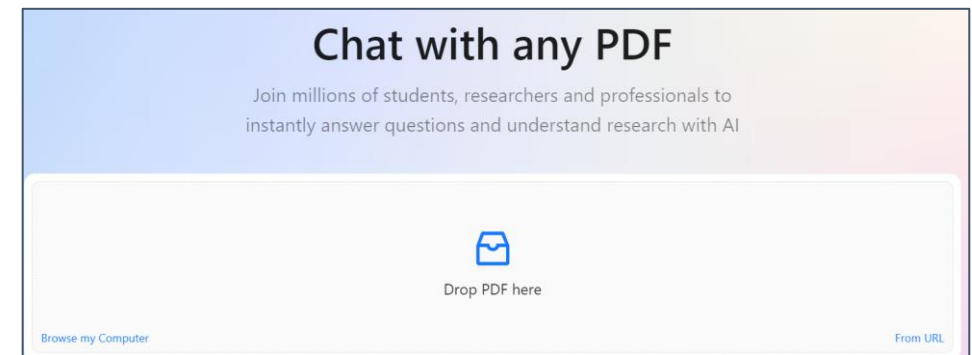 Chat with any PDF
Join millions of students, researchers and professionals to
instantly answer questions and understand research with AI
Drop PDF here
Browse my Computer
From URL